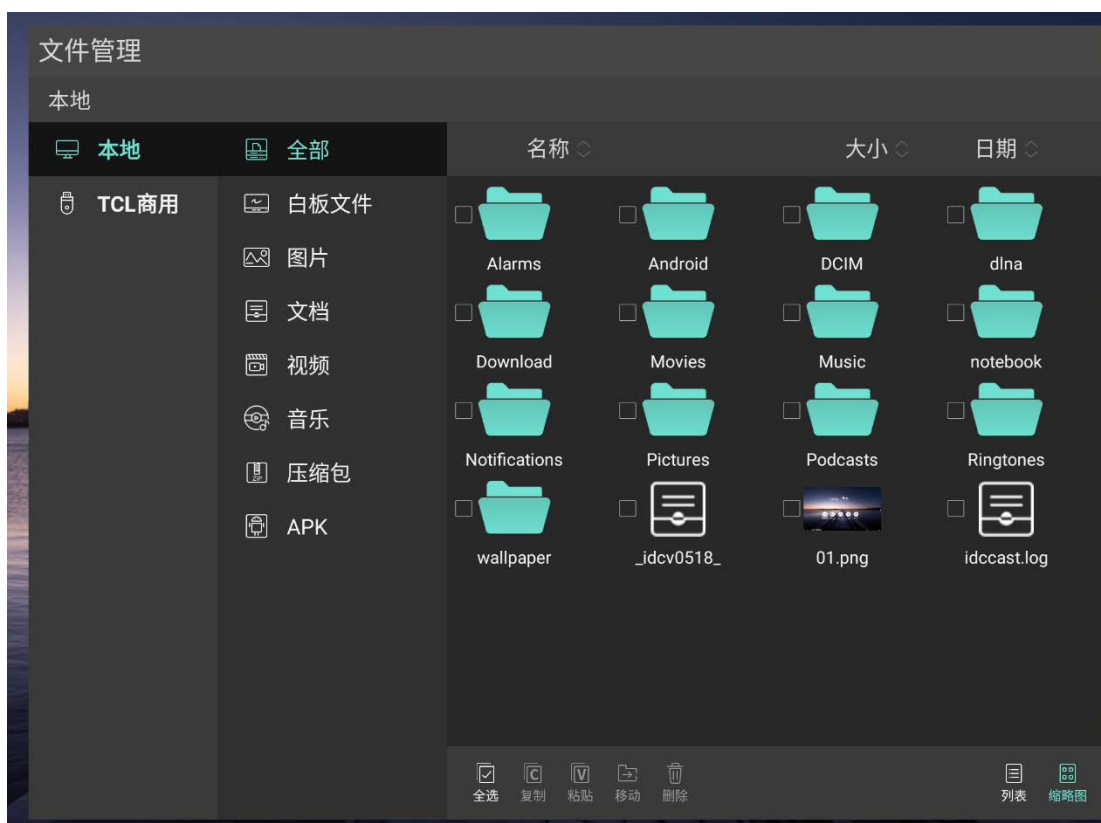 文件管理
本地
本地 全部 名称 大小 日期
TCL商用 白板文件
图片
文档
视频
音乐
压缩包
APK
Alarms Android DCIM dlna
Download Movies Music notebook
Notifications Pictures Podcasts Ringtones
wallpaper _idcv0518_ 01.png idccast.log
全选 复制 粘贴 移动 删除 列表 缩略图